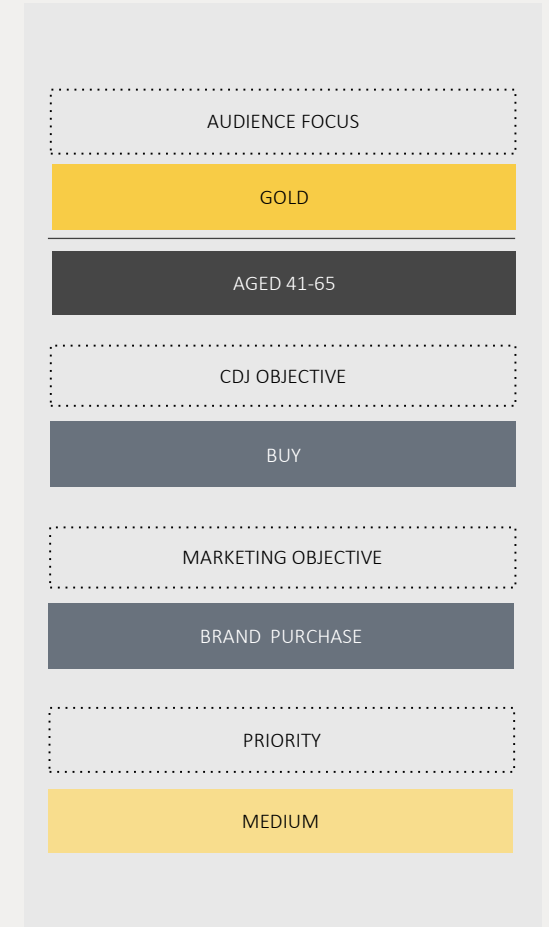 AUDIENCE FOCUS
GOLD
AGED 41-65
CDJ OBJECTIVE
BUY
MARKETING OBJECTIVE
BRAND PURCHASE
PRIORITY
MEDIUM